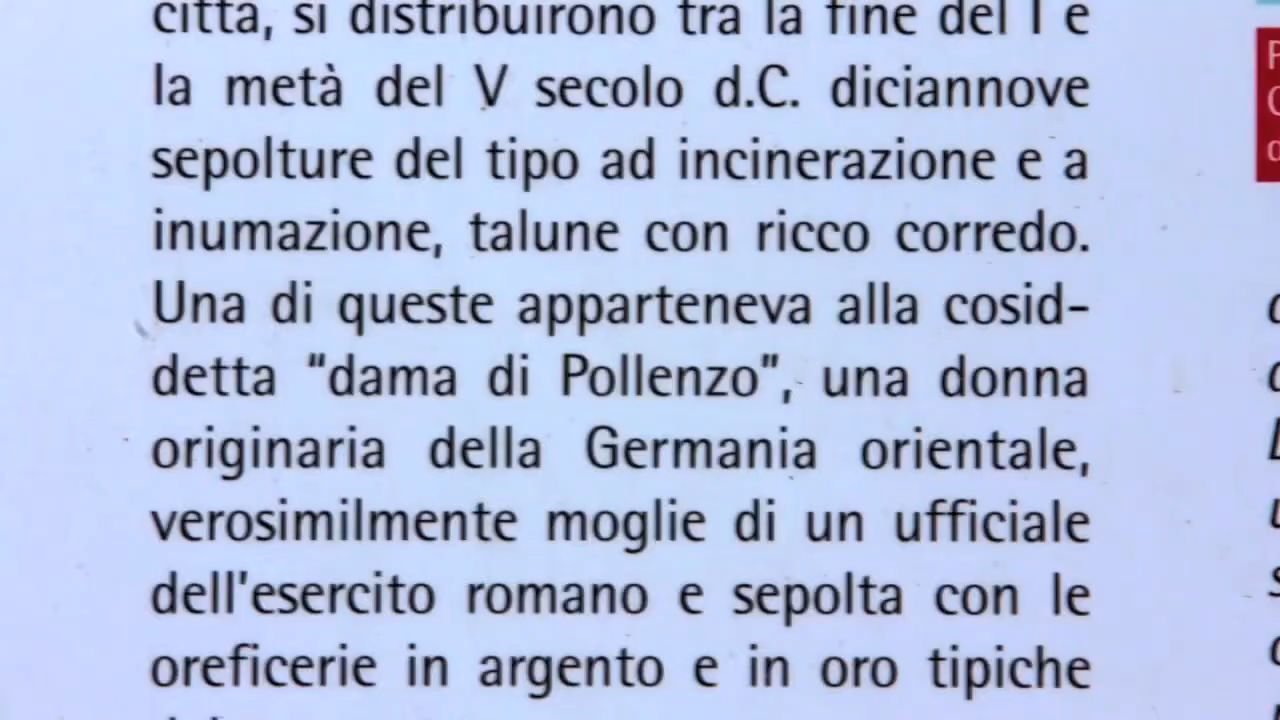 città, si distribuirono tra la fine del I e
la metà del V secolo d.C. diciannove
sepolture del tipo ad incinerazione e a
inumazione, talune con ricco corredo.
Una di queste apparteneva alla cosid-
detta "dama di Pollenzo", una donna
originaria della Germania orientale,
verosimilmente moglie di un ufficiale
dell'esercito romano e sepolta con le
oreficerie in argento e in oro tipiche